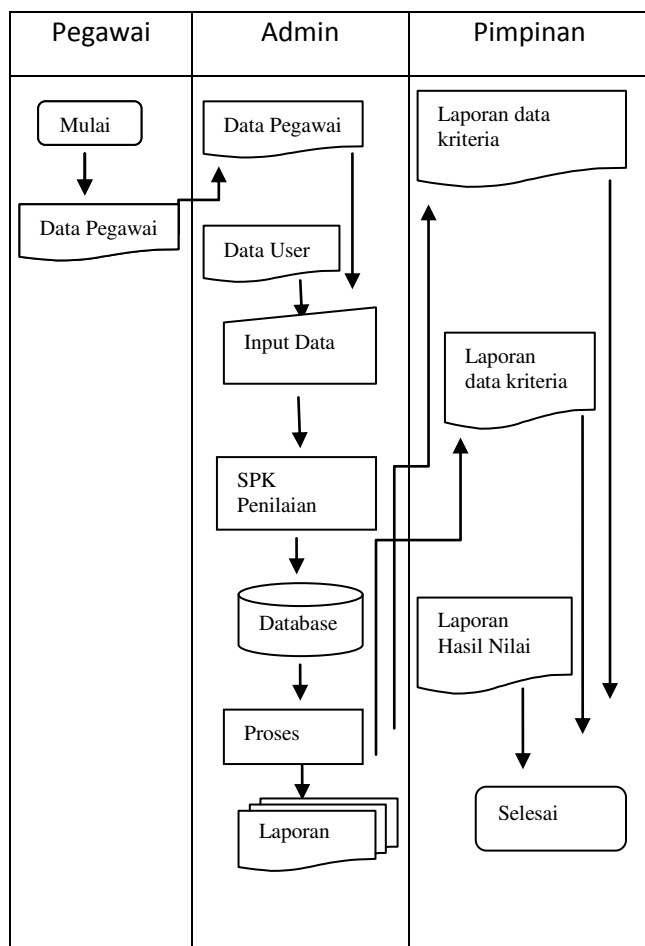 Pegawai
Admin
Pimpinan
Mulai
Data Pegawai
Data Pegawai
Data User
Input Data
SPK
Penilaian
Database
Proses
Laporan
Laporan data
kriteria
Laporan
data kriteria
Laporan
Hasil Nilai
Selesai